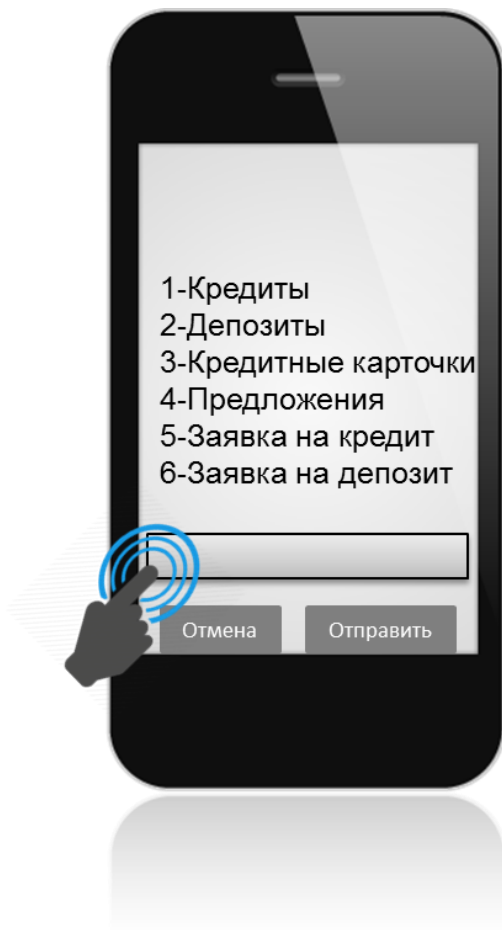 1-Кредиты
2-Депозиты
3-Кредитные карточки
4-Предложения
5-Заявка на кредит
6-Заявка на депозит
Отмена Отправить